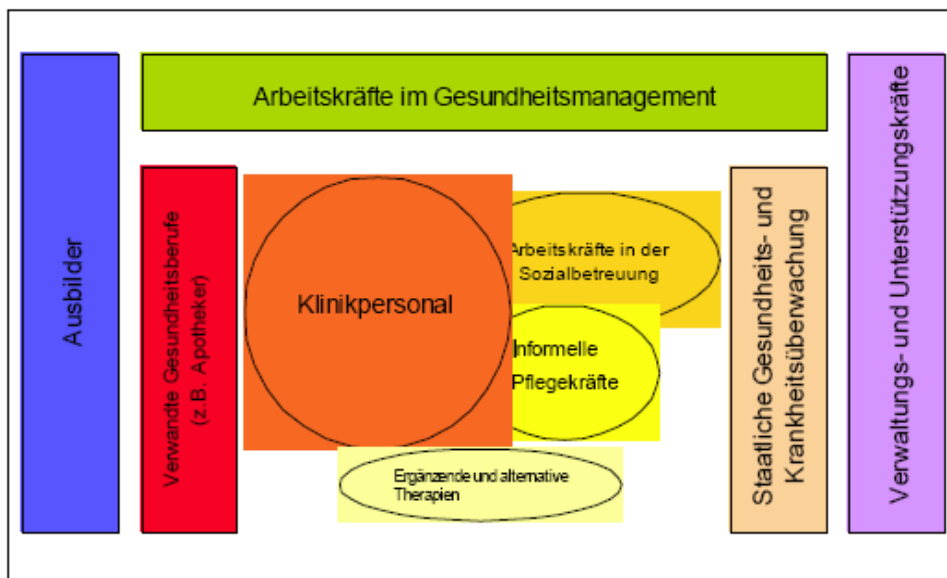 Ausbilder
Arbeitskräfte im Gesundheitsmanagement
Verwandte Gesundheitsberufe
(z.B. Apotheker)
Klinikpersonal
Arbeitskräfte in der
Sozialbetreuung
Informelle
Pflegekräfte
Ergänzende und alternative
Therapien
Staatliche Gesundheits- und
Krankheitsüberwachung
Verwaltungs- und Unterstützungskräfte